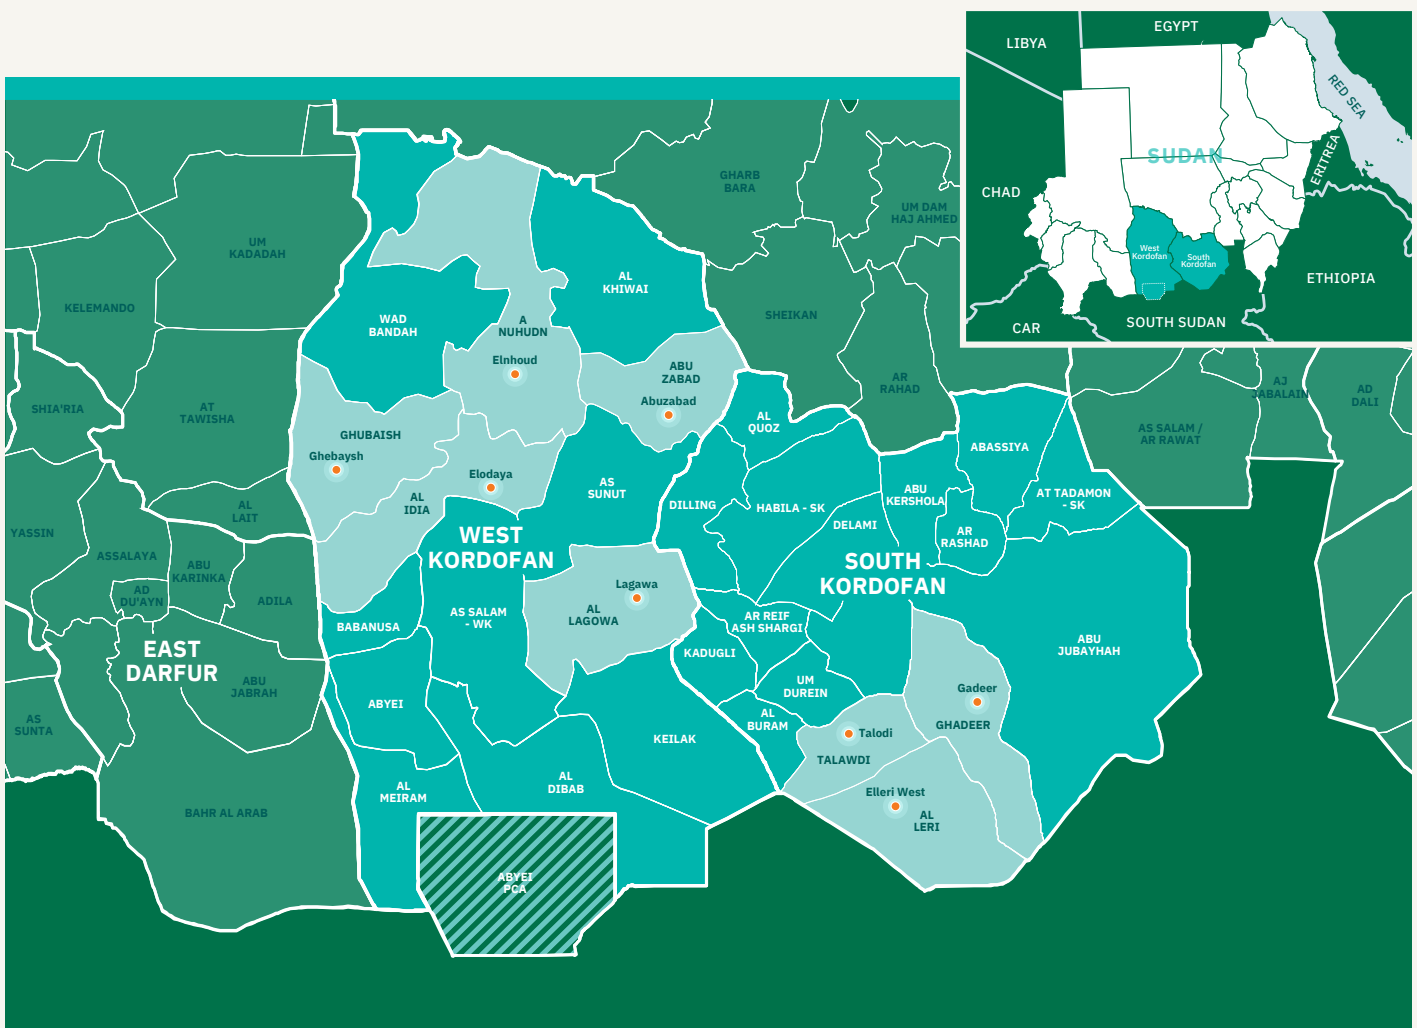 LIBYA
EGYPT
RED SEA
SUDAN
ERITREA
CHAD
West
Kordofan
South
Kordofan
ETHIOPIA
CAR
SOUTH SUDAN
GHARB
BARA
UM DAM
HAJ AHMED
UM
KADADAH
KELEMANDO
AL
KHIWAI
SHEIKAN
WAD
BANDAH
A
NUHUDN
Elnhoud
ABU
ZABAD
Abuzabad
AR
RAHAD
AJ
JABALAIN
AD
DALI
SHIA'RIA
AT
TAWISHA
GHUBAISH
Ghebaysh
AL
QUOZ
AS SALAM /
AR RAWAT
ABASSIYA
Elodaya
AL
IDIA
AS
SUNUT
DILLING
HABILA - SK
DELAMI
ABU
KERSHOLA
AT TADAMON
- SK
AR
RASHAD
AL
LAIT
YASSIN
ASSALAYA
ABU
KARINKA
AD
DU'AYN
ADILA
WEST
KORDOFAN
SOUTH
KORDOFAN
Lagawa
AL
LAGOWA
AS SALAM
- WK
BABANUSA
AR REIF
ASH SHARGI
KADUGLI
ABU
JUBAYHAH
EAST
DARFUR
ABU
JABRAH
UM
DUREIN
Gadeer
GHADEER
ABYEI
AL
BURAM
Talodi
TALAWDI
AS
SUNTA
KEILAK
AL
MEIRAM
AL
DIBAB
Elleri West
AL
LERI
BAHR AL ARAB
ABYEI
PCA